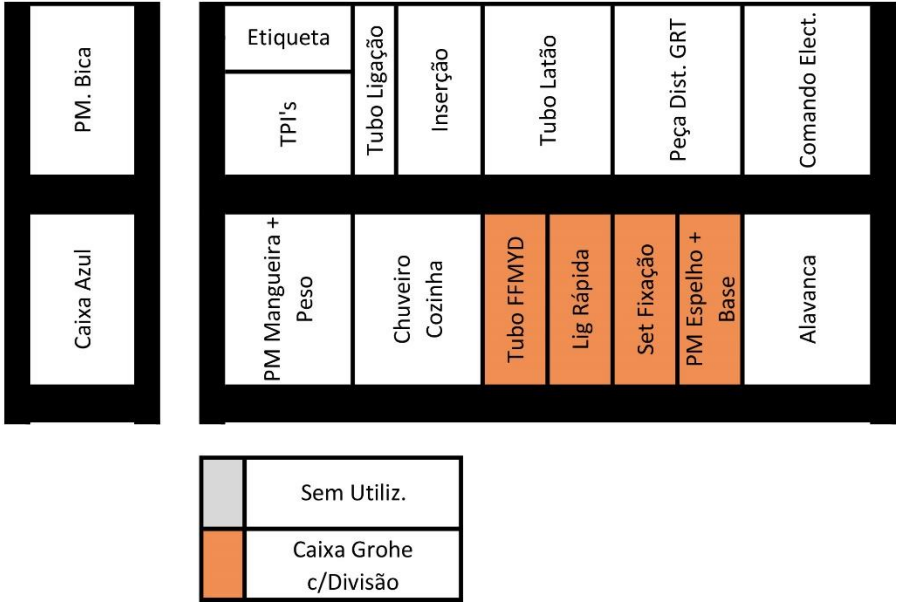 PM. Bica
Etiqueta
TPI's
Tubo Ligação
Inserção
Tubo Latão
Peça Dist. GRT
Comando Elect.
Caixa Azul
PM Mangueira +
Peso
Chuveiro
Cozinha
Tubo FFMYD
Lig Rápida
Set Fixação
PM Espelho +
Base
Alavanca
Sem Utiliz.
Caixa Grohe
c/Divisão